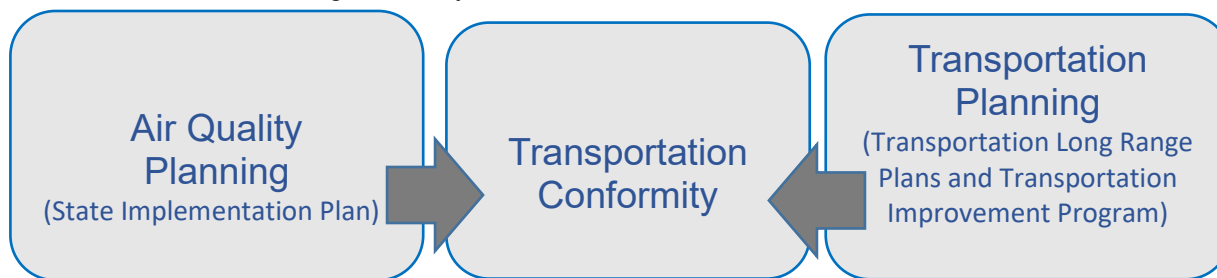 Air Quality
Planning
(State Implementation Plan)
Transportation
Conformity
Transportation
Planning
(Transportation Long Range
Plans and Transportation
Improvement Program)